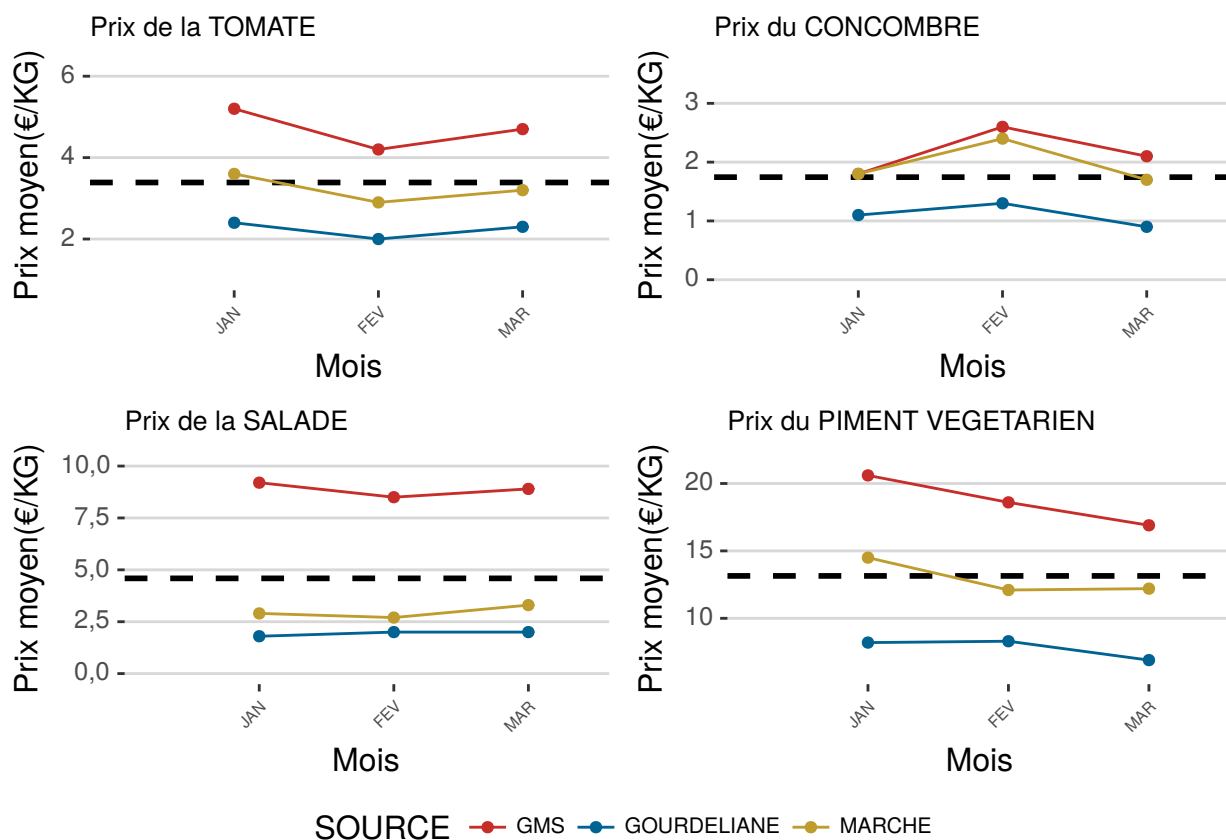 Prix de la TOMATE
Prix moyen(€/KG)
6
4
2
JAN
FEV
MAR
Mois
Prix du CONCOMBRE
Prix moyen(€/KG)
3
2
1
0
JAN
FEV
MAR
Mois
Prix de la SALADE
Prix moyen(€/KG)
10,0
7,5
5,0
2,5
0,0
JAN
FEV
MAR
Mois
Prix du PIMENT VEGETARIEN
Prix moyen(€/KG)
20
15
10
JAN
FEV
MAR
Mois
SOURCE GMS GOURDELIANE MARCHE